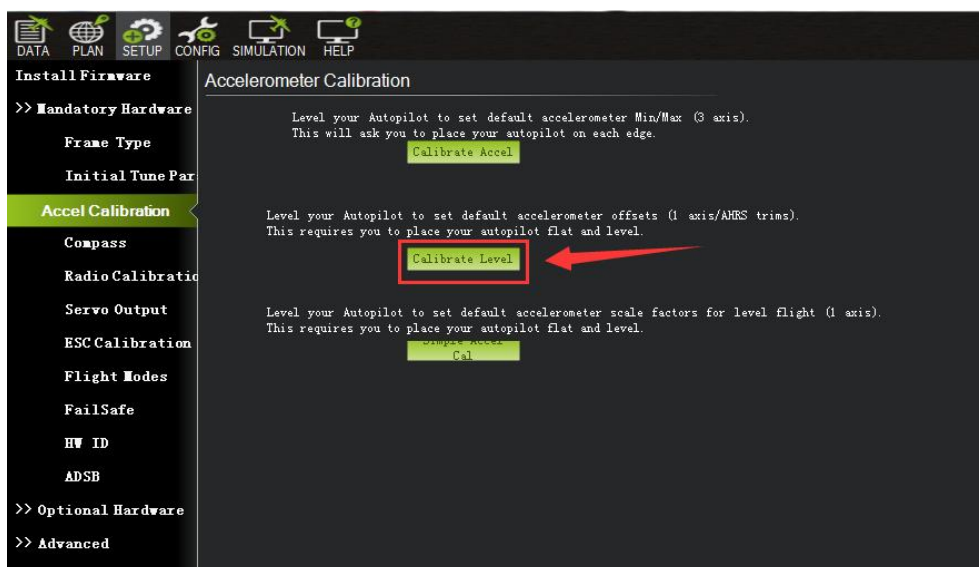 DATA PLAN SETUP CONFIG SIMULATION HELP
Install Firmware
Accelerometer Calibration
>> Mandatory Hardware
Level your Autopilot to set default accelerometer Min/Max (3 axis).
This will ask you to place your autopilot on each edge.
Frame Type
Calibrate Accel
Initial Tune Par
Accel Calibration
Level your Autopilot to set default accelerometer offsets (1 axis/AHRS trims).
This requires you to place your autopilot flat and level.
Compass
Calibrate Level
Radio Calibratio
Servo Output
Level your Autopilot to set default accelerometer scale factors for level flight (1 axis).
This requires you to place your autopilot flat and level.
ESC Calibration
Simple Accel
Cal
Flight Modes
FailSafe
HW ID
ADSB
>> Optional Hardware
>> Advanced